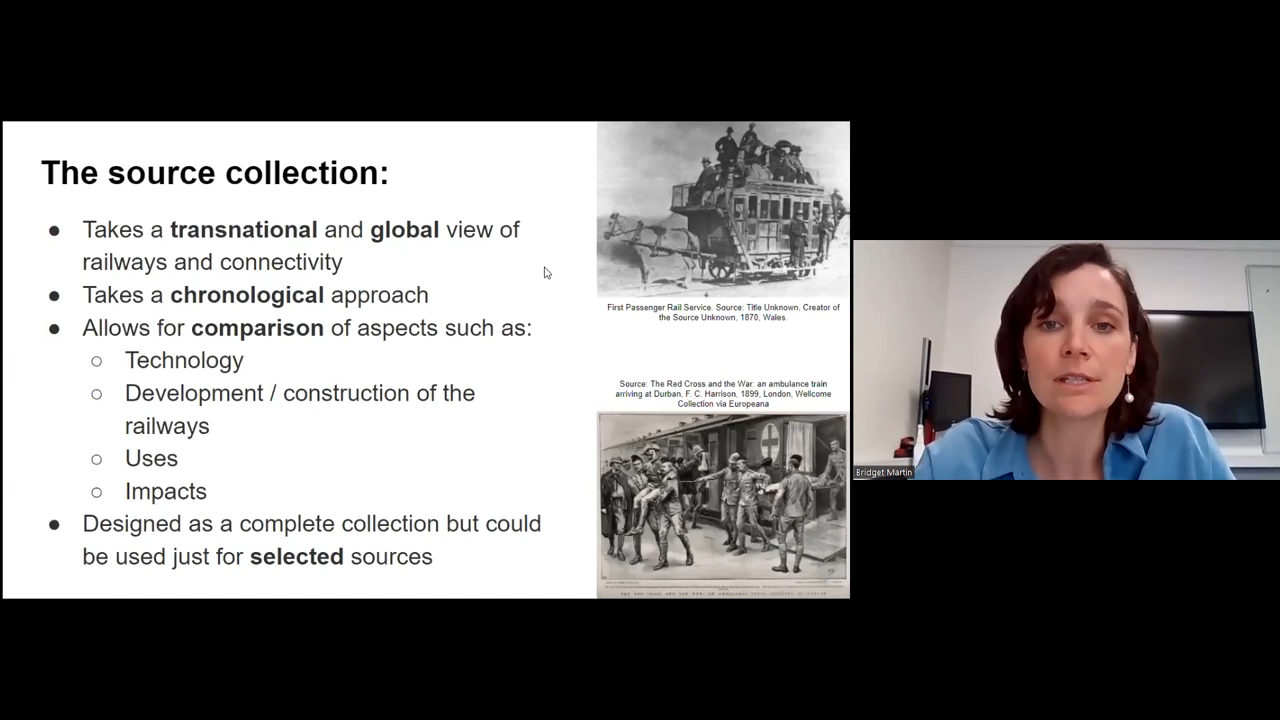 The source collection:
● Takes a transnational and global view of
railways and connectivity
● Takes a chronological approach
● Allows for comparison of aspects such as:
○ Technology
○ Development / construction of the
railways
○ Uses
○ Impacts
● Designed as a complete collection but could
be used just for selected sources
First Passenger Rail Service. Source: Title Unknown, Creator of
the Source Unknown, 1870, Wales.
Source: The Red Cross and the War: an ambulance train
arriving at Durban, F. C. Harrison, 1899, London, Wellcome
Collection via Europeana
Bridget Martin